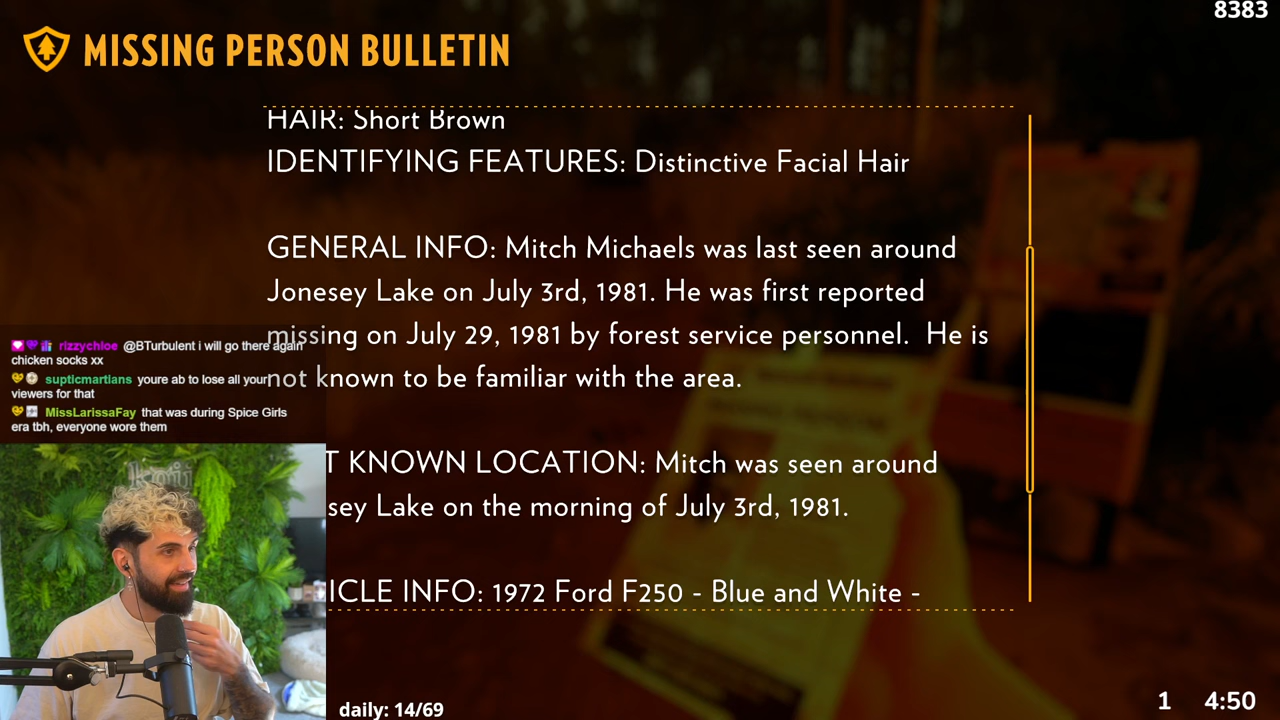 8383
MISSING PERSON BULLETIN
HAIR: Short Brown
IDENTIFYING FEATURES: Distinctive Facial Hair
GENERAL INFO: Mitch Michaels was last seen around
Jonesey Lake on July 3rd, 1981. He was first reported
missing on July 29, 1981 by forest service personnel.  He is
not known to be familiar with the area.
T KNOWN LOCATION: Mitch was seen around
sey Lake on the morning of July 3rd, 1981.
ICLE INFO: 1972 Ford F250 - Blue and White -
rizzychloe @BTurbulent i will go there again
chicken socks xx
supticmartians youre ab to lose all your
viewers for that
MissLarissaFay that was during Spice Girls
era tbh, everyone wore them
daily: 14/69
1 4:50